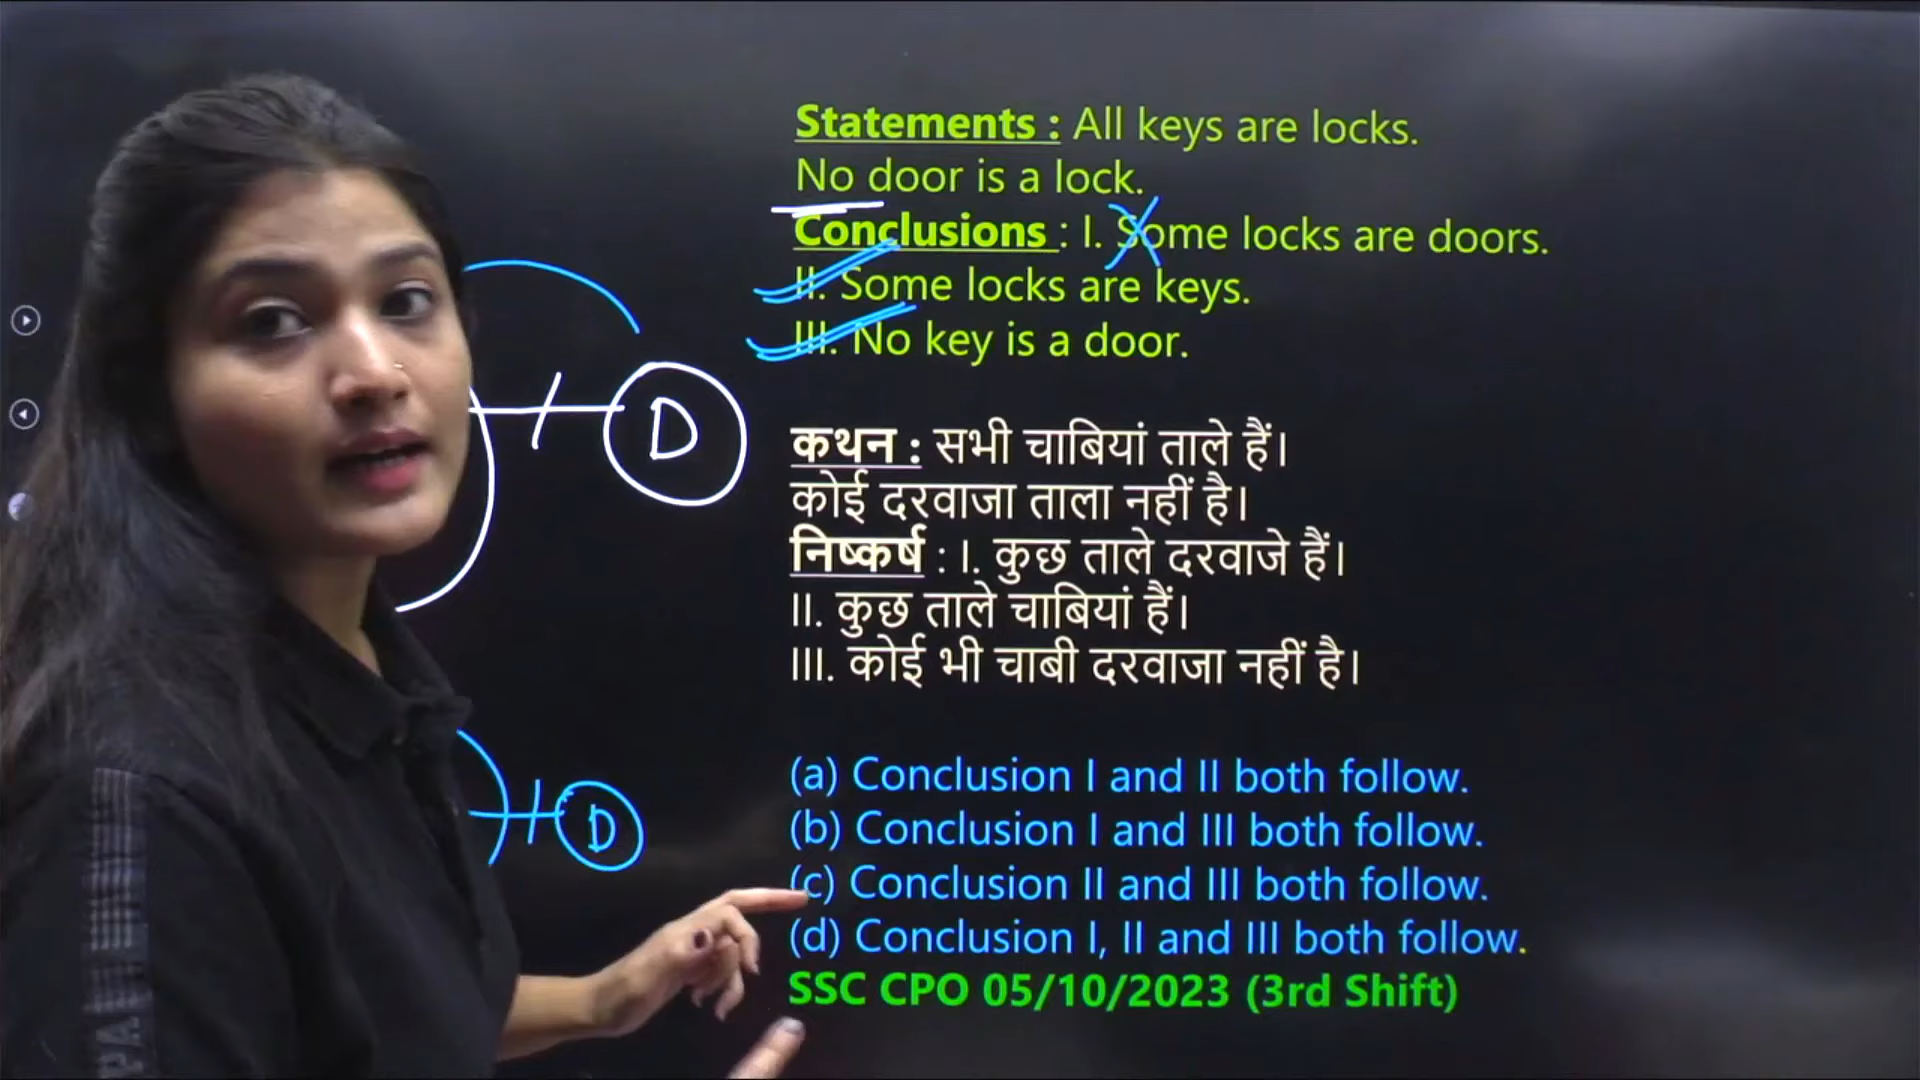 Statements : All keys are locks.
No door is a lock.
Conclusions : I. Some locks are doors.
II. Some locks are keys.
III. No key is a door.
कथन : सभी चाबियां ताले हैं।
कोई दरवाजा ताला नहीं है।
निष्कर्ष : I. कुछ ताले दरवाजे हैं।
II. कुछ ताले चाबियां हैं।
III. कोई भी चाबी दरवाजा नहीं है।
(a) Conclusion I and II both follow.
(b) Conclusion I and III both follow.
(c) Conclusion II and III both follow.
(d) Conclusion I, II and III both follow.
SSC CPO 05/10/2023 (3rd Shift)
D
D